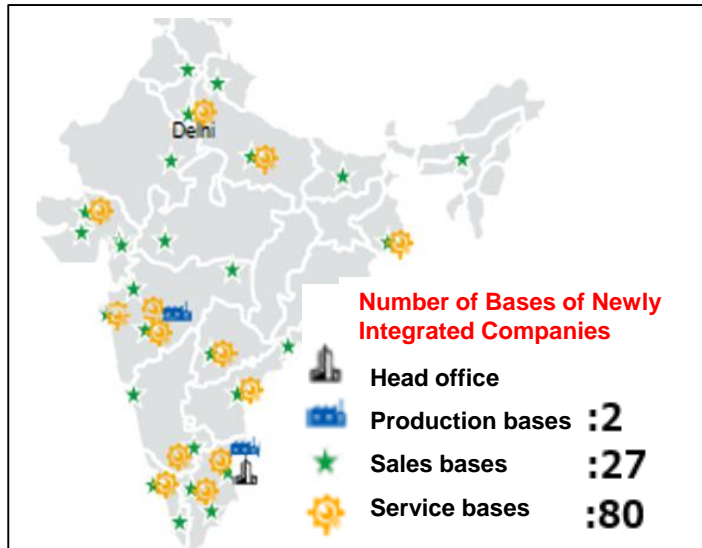 Delhi
Number of Bases of Newly
Integrated Companies
Head office
Production bases :2
Sales bases :27
Service bases :80